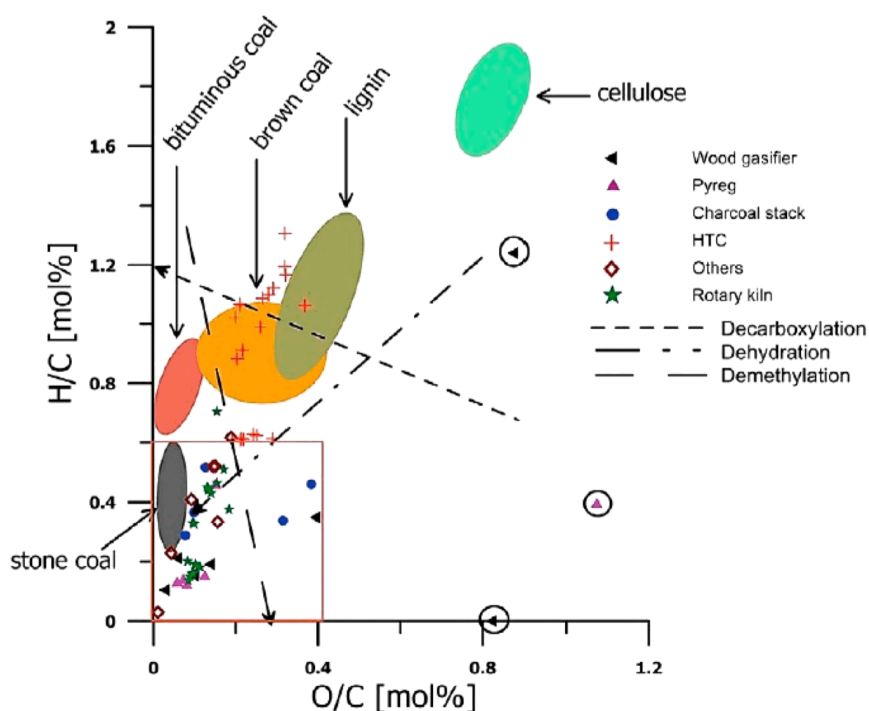 2
1.6
1.2
0.8
0.4
0
H/C [mol%]
0
0.4
0.8
1.2
O/C [mol%]
bituminous coal
brown coal
lignin
cellulose
stone coal
Wood gasifier
Pyreg
Charcoal stack
HTC
Others
Rotary kiln
Decarboxylation
Dehydration
Demethylation